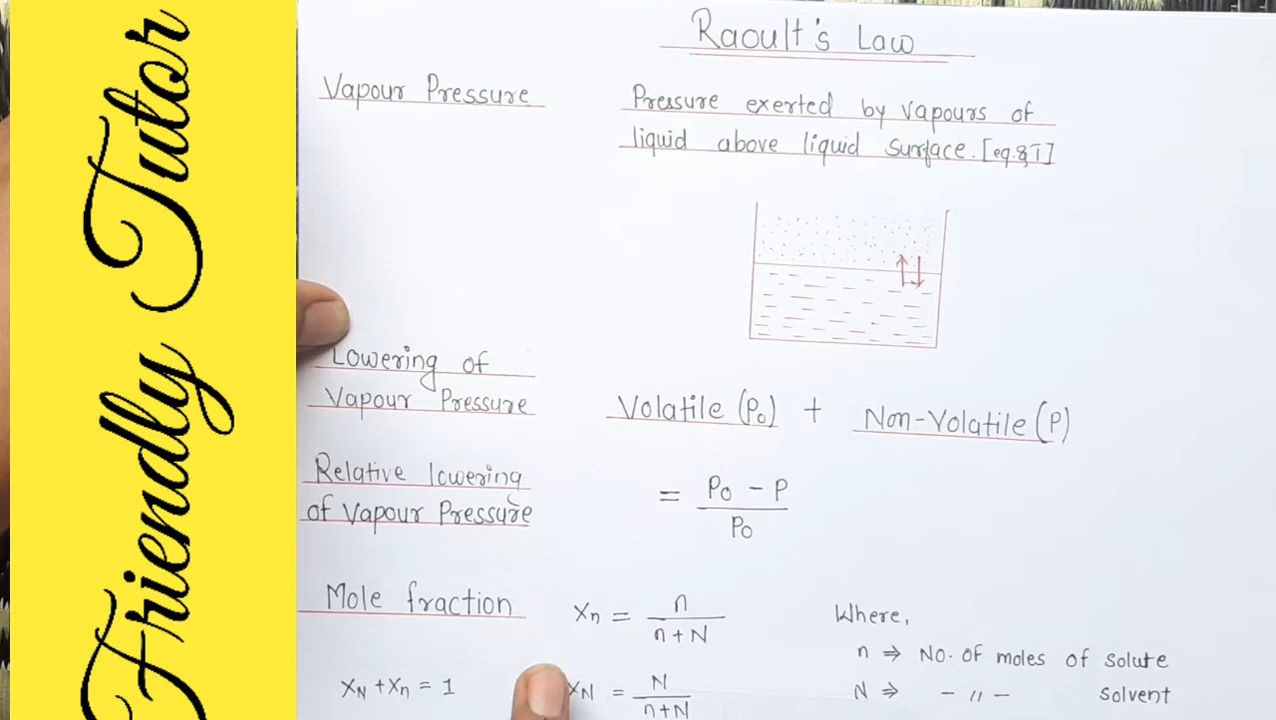 Friendly Tutor
Raoult's Law
Vapour Pressure
Pressure exerted by vapours of
liquid above liquid surface. [eq. & T]
Lowering of
Vapour Pressure
Volatile (P₀) + Non-Volatile (P)
Relative lowering
of Vapour Pressure
= P₀ - P
P₀
Mole fraction
Xn = n
n+N
Where,
n ⇒ No. of moles of solute
N ⇒ - 〃 - Solvent
XN + Xn = 1
XN = N
n+N